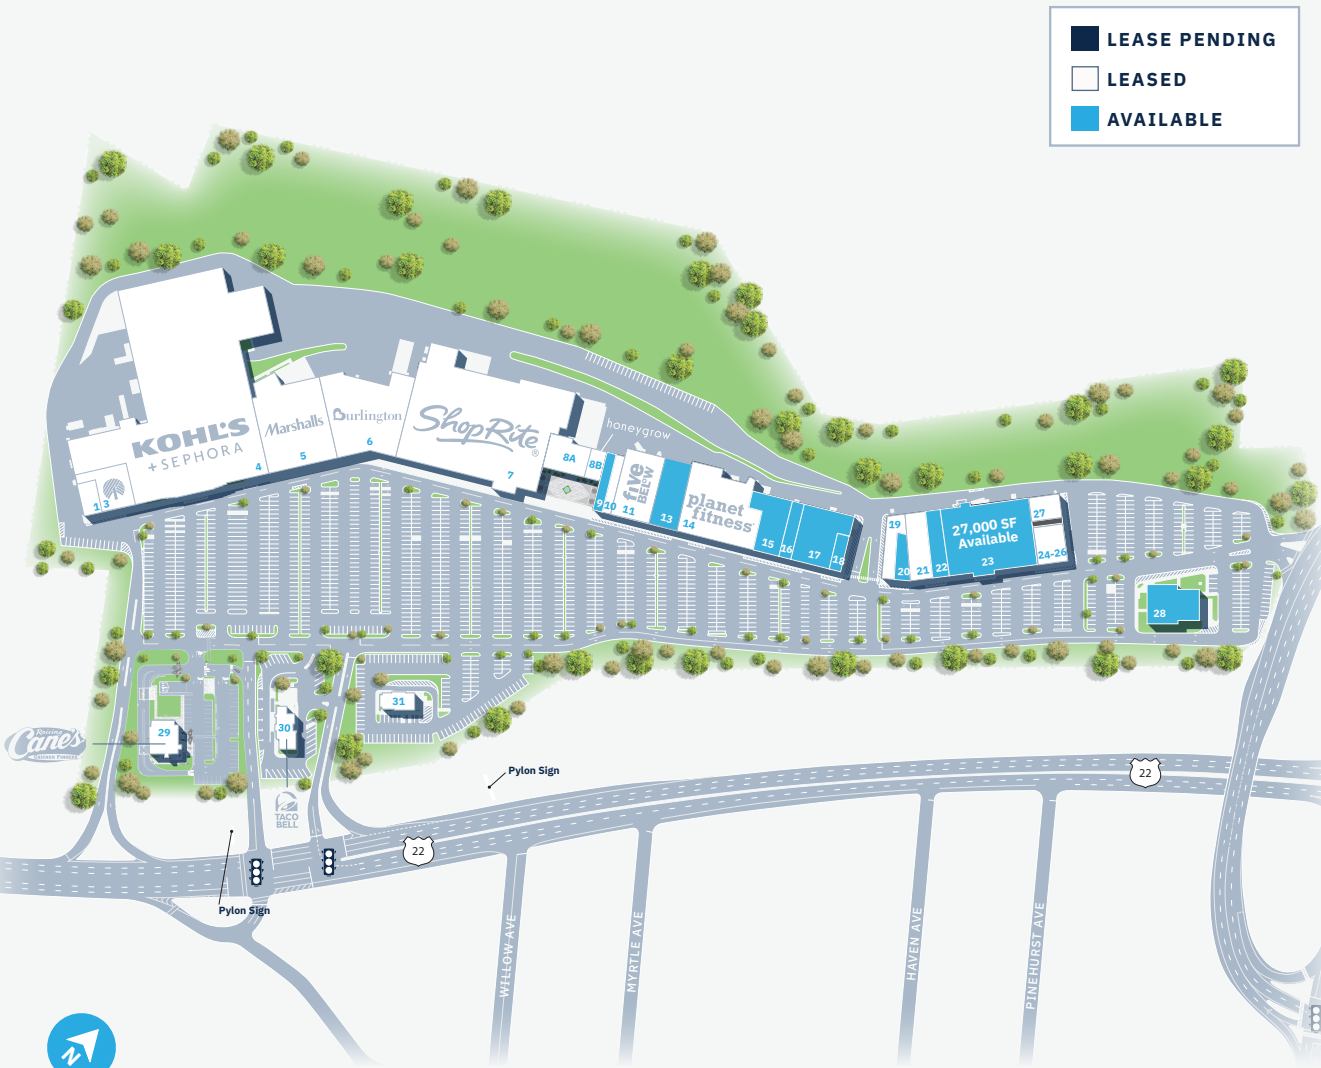 LEASE PENDING
LEASED
AVAILABLE
KOHL'S
+SEPHORA
Marshalls
Burlington
ShopRite®
honeygrow
five
BEL°W
planet
fitness
27,000 SF
Available
1
3
4
5
6
7
8A
8B
9
10
11
13
14
15
16
17
18
19
20
21
22
23
27
24-26
28
29
30
31
Raising
Cane's
CHICKEN FINGERS
TACO
BELL
Pylon Sign
22
22
Pylon Sign
WILLOW AVE
MYRTLE AVE
HAVEN AVE
PINEHURST AVE
N